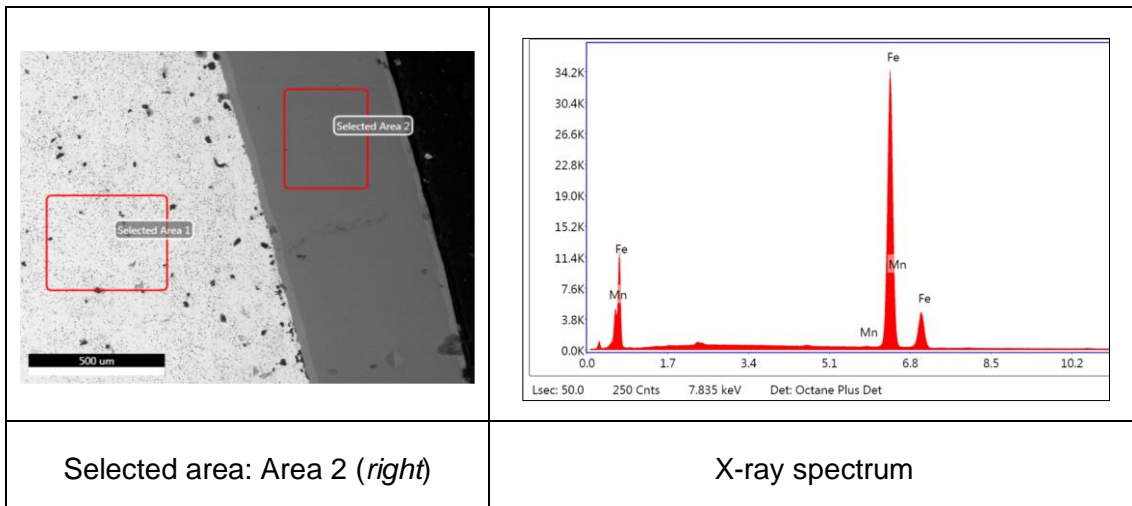 Selected Area 2
Selected Area 1
500 um
Fe
34.2K
30.4K
26.6K
22.8K
19.0K
15.2K
11.4K
7.6K
3.8K
0.0K
Fe
Mn
Mn
Fe
Mn
0.0 1.7 3.4 5.1 6.8 8.5 10.2
Lsec: 50.0 250 Cnts 7.835 keV Det: Octane Plus Det
Selected area: Area 2 (right)
X-ray spectrum